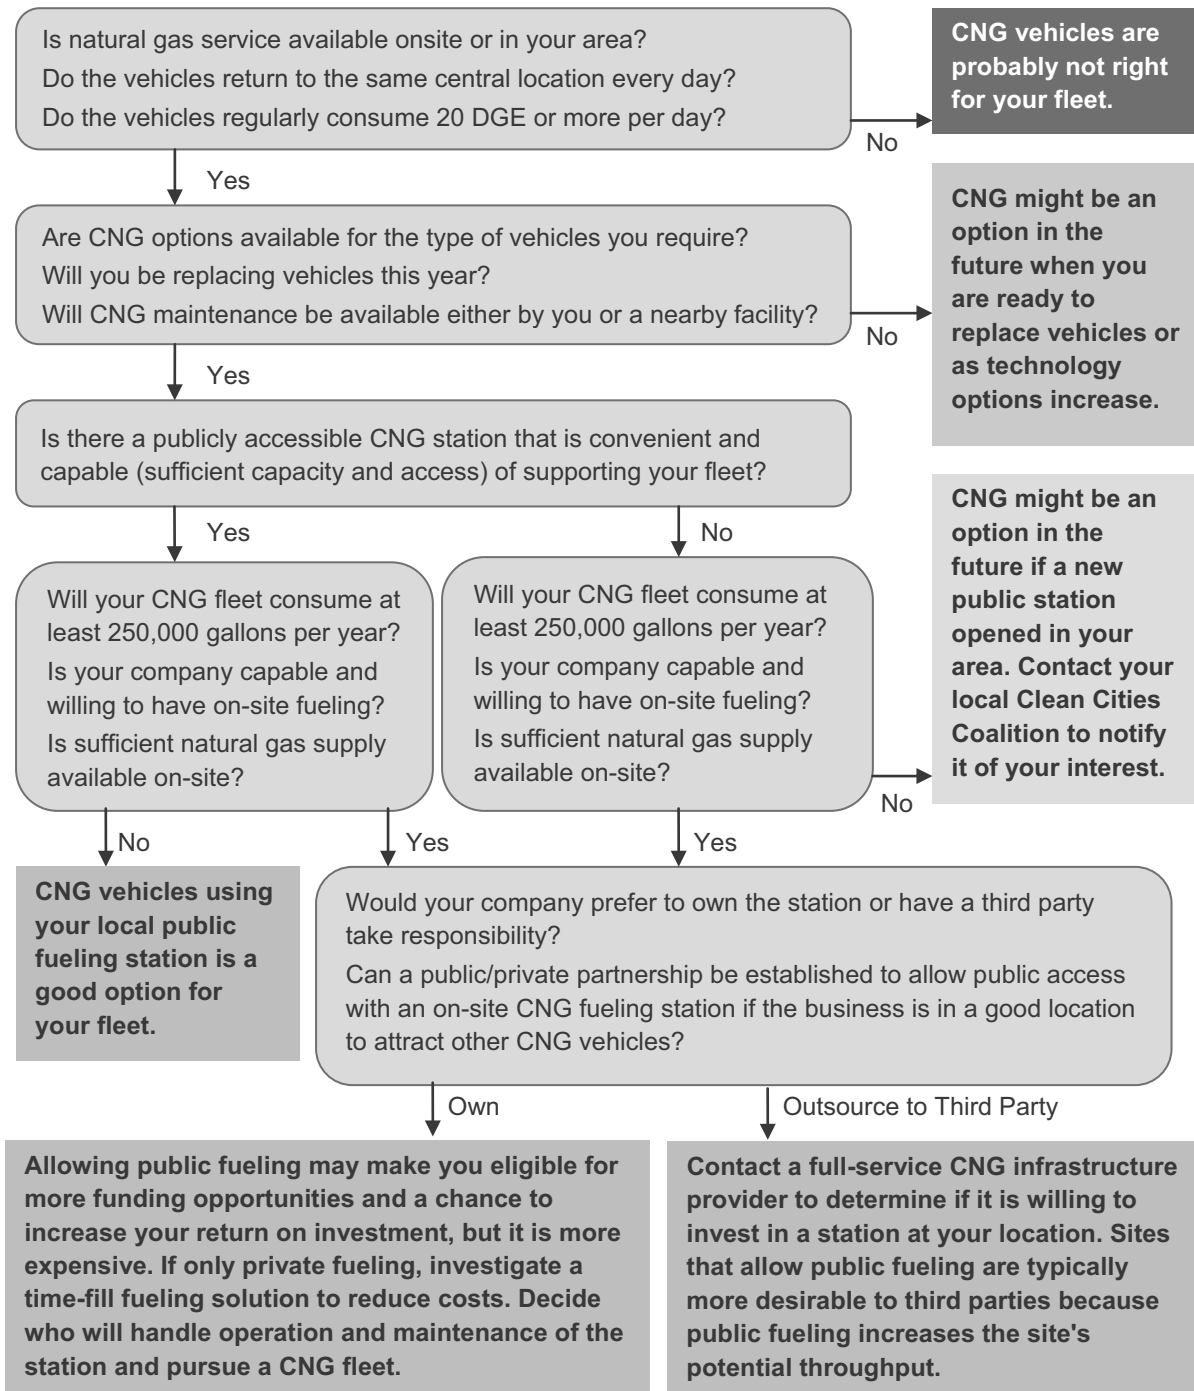 Is natural gas service available onsite or in your area?
Do the vehicles return to the same central location every day?
Do the vehicles regularly consume 20 DGE or more per day?
No
CNG vehicles are
probably not right
for your fleet.
Yes
Are CNG options available for the type of vehicles you require?
Will you be replacing vehicles this year?
Will CNG maintenance be available either by you or a nearby facility?
No
CNG might be an
option in the
future when you
are ready to
replace vehicles or
as technology
options increase.
Yes
Is there a publicly accessible CNG station that is convenient and
capable (sufficient capacity and access) of supporting your fleet?
Yes
No
Will your CNG fleet consume at
least 250,000 gallons per year?
Is your company capable and
willing to have on-site fueling?
Is sufficient natural gas supply
available on-site?
Will your CNG fleet consume at
least 250,000 gallons per year?
Is your company capable and
willing to have on-site fueling?
Is sufficient natural gas supply
available on-site?
No
CNG might be an
option in the
future if a new
public station
opened in your
area. Contact your
local Clean Cities
Coalition to notify
it of your interest.
No
Yes
Yes
CNG vehicles using
your local public
fueling station is a
good option for
your fleet.
Would your company prefer to own the station or have a third party
take responsibility?
Can a public/private partnership be established to allow public access
with an on-site CNG fueling station if the business is in a good location
to attract other CNG vehicles?
Own
Outsource to Third Party
Allowing public fueling may make you eligible for
more funding opportunities and a chance to
increase your return on investment, but it is more
expensive. If only private fueling, investigate a
time-fill fueling solution to reduce costs. Decide
who will handle operation and maintenance of the
station and pursue a CNG fleet.
Contact a full-service CNG infrastructure
provider to determine if it is willing to
invest in a station at your location. Sites
that allow public fueling are typically
more desirable to third parties because
public fueling increases the site's
potential throughput.